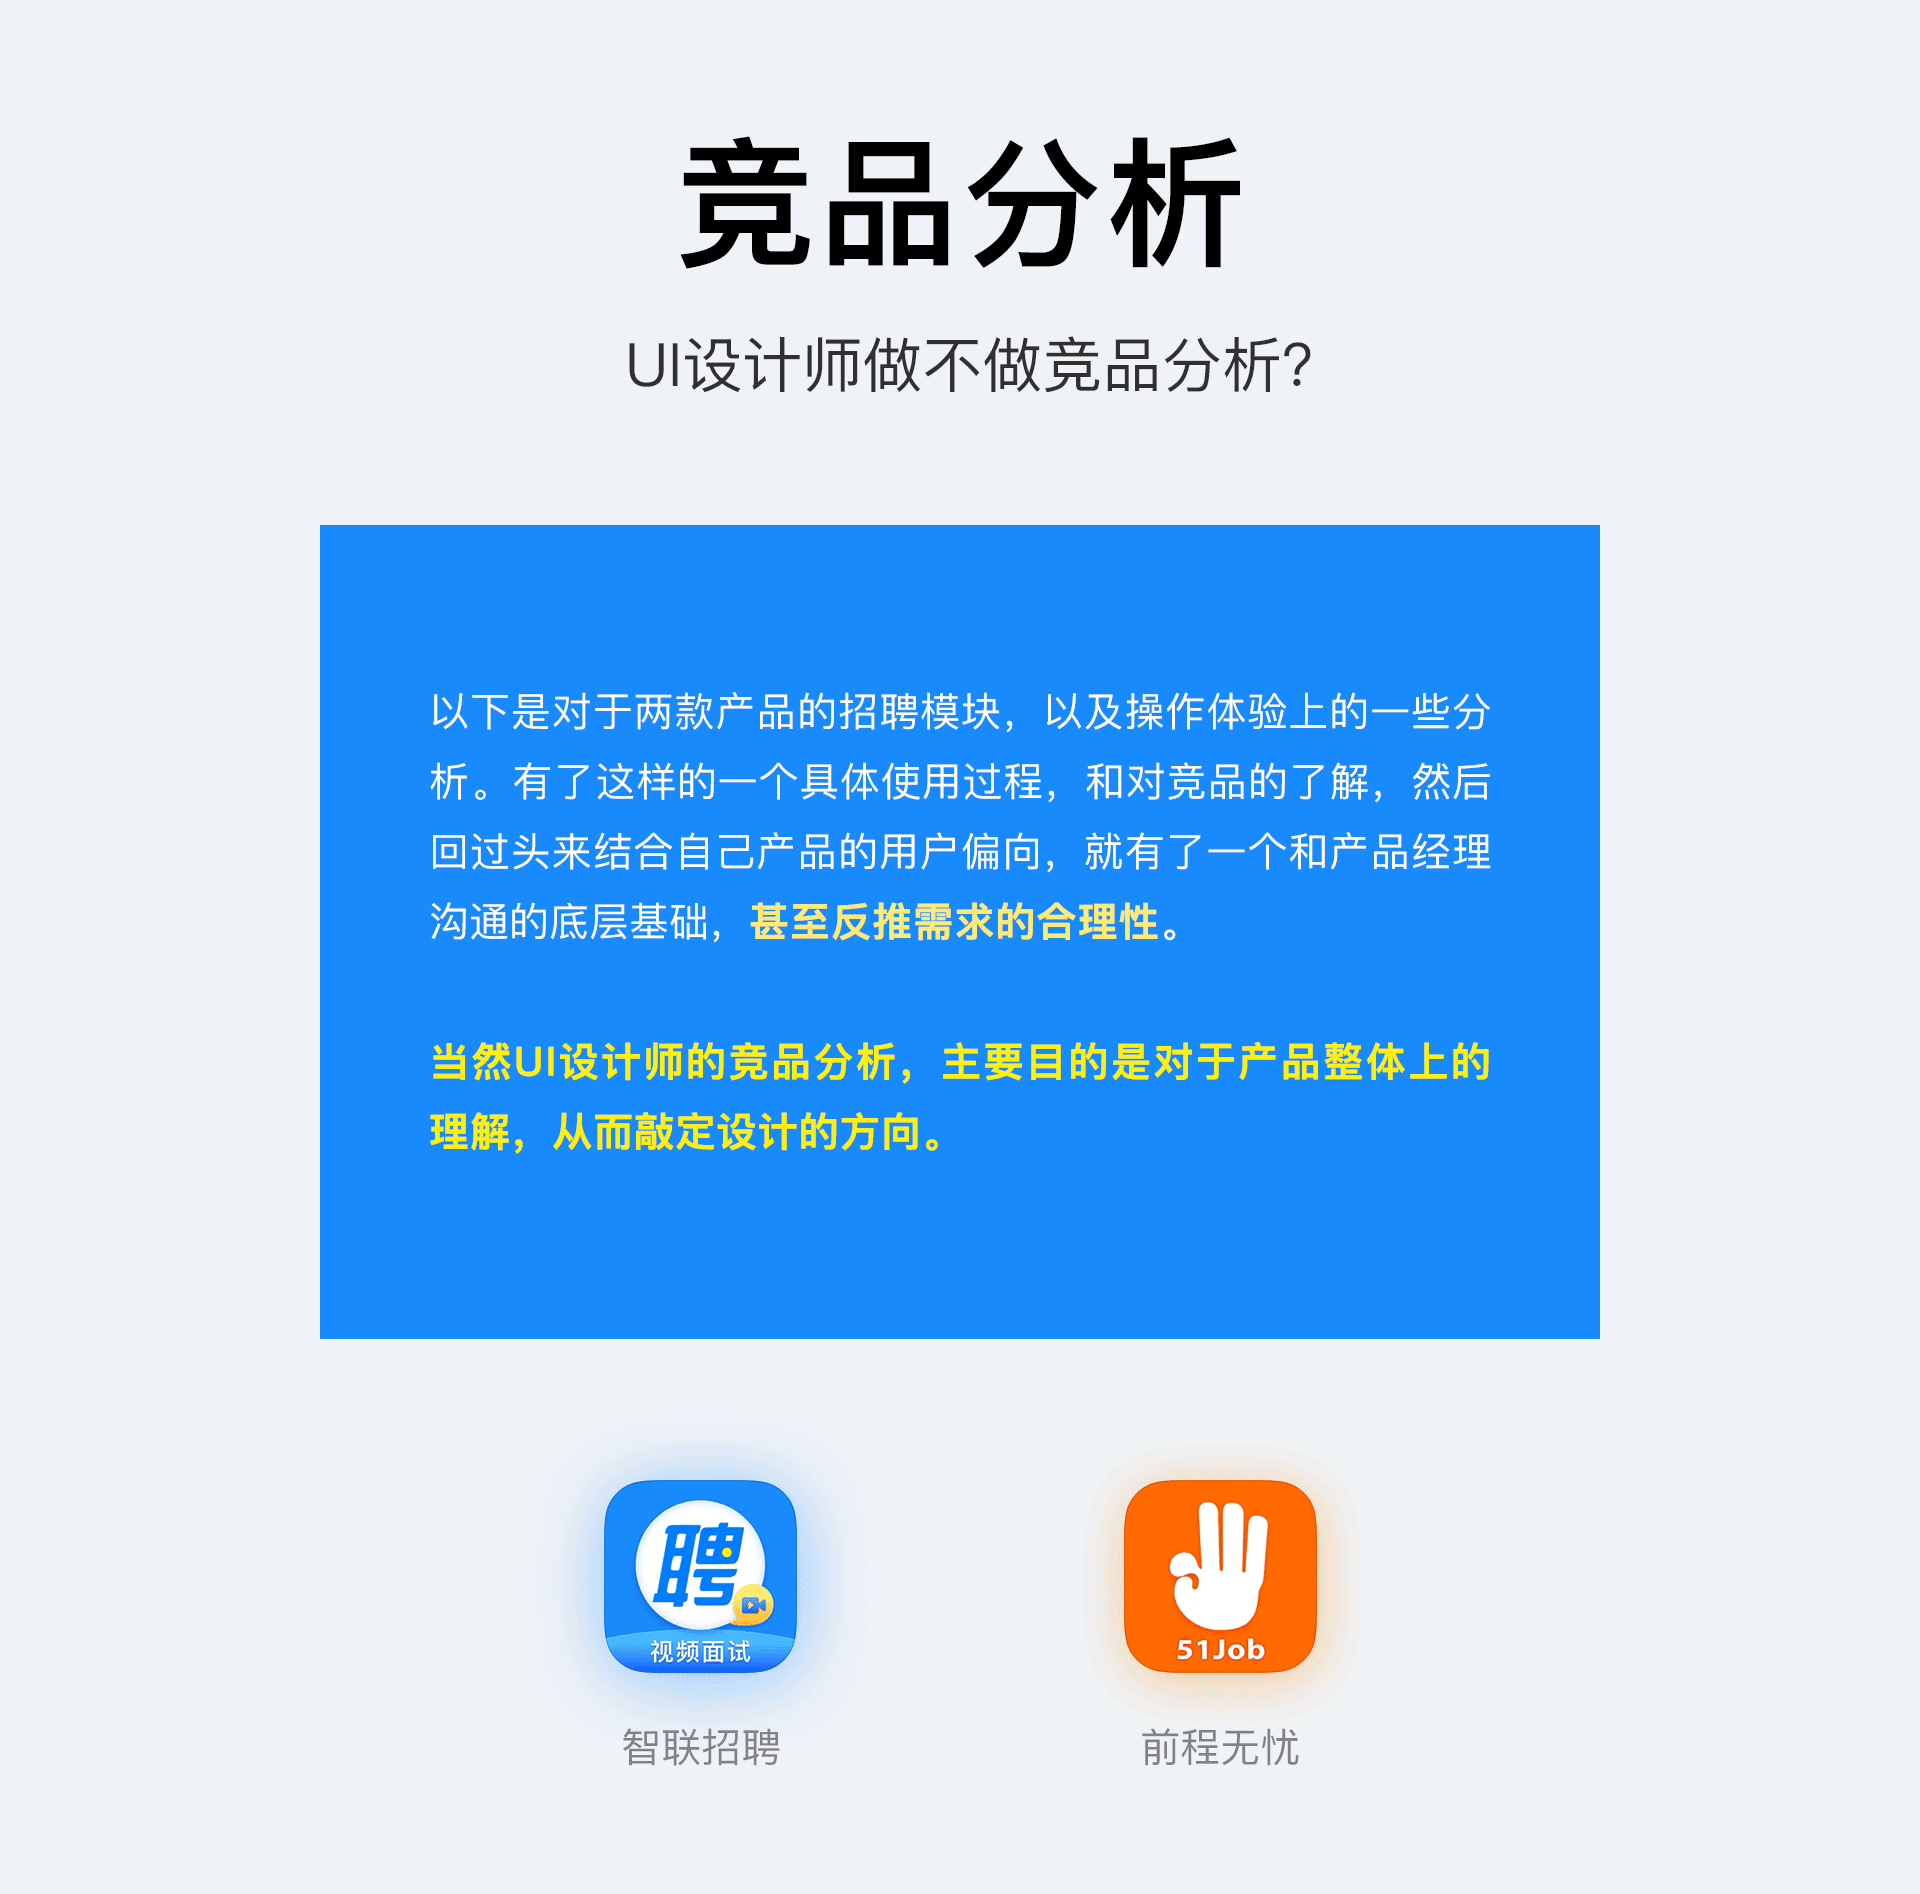 竞品分析
UI设计师做不做竞品分析?
以下是对于两款产品的招聘模块，以及操作体验上的一些分
析。有了这样的一个具体使用过程，和对竞品的了解，然后
回过头来结合自己产品的用户偏向，就有了一个和产品经理
沟通的底层基础，甚至反推需求的合理性。
当然UI设计师的竞品分析，主要目的是对于产品整体上的
理解，从而敲定设计的方向。
聘
视频面试
51Job
智联招聘
前程无忧